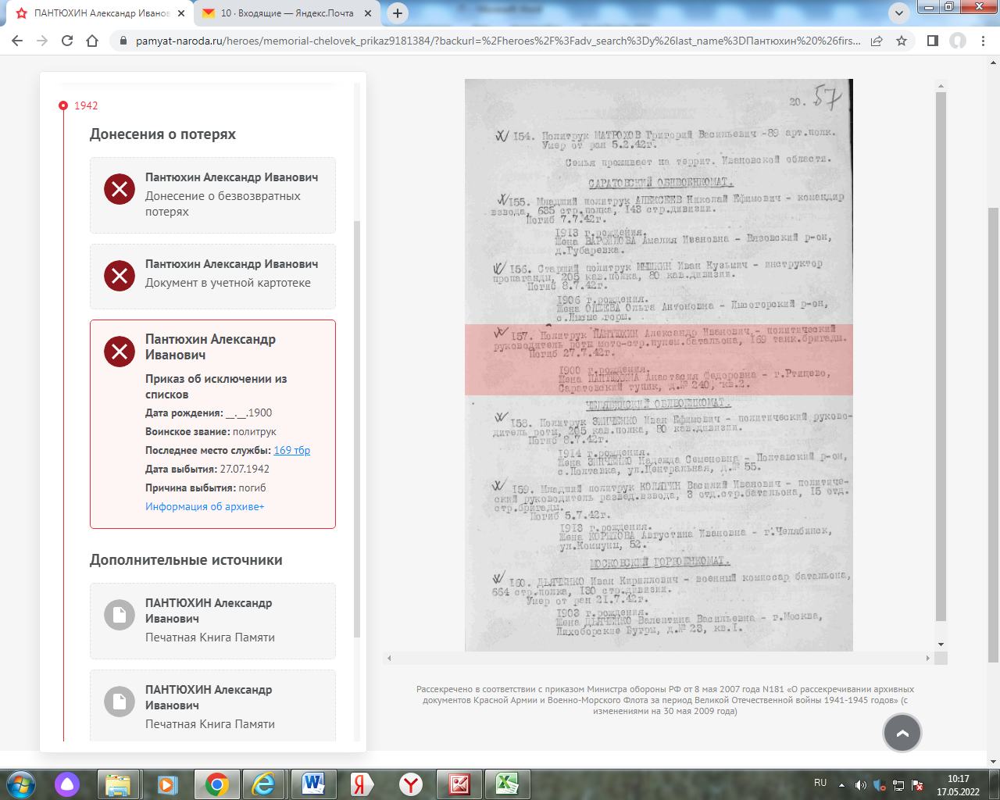 ПАНТЮХИН Александр Иванов
10 · Входящие — Яндекс.Почта
pamyat-naroda.ru/heroes/memorial-chelovek_prikaz9181384/?backurl=%2Fheroes%2F%3Fadv_search%3Dy%26last_name%3DПантюхин%20%26firs...
1942
Донесения о потерях
Пантюхин Александр Иванович
Донесение о безвозвратных
потерях
Пантюхин Александр Иванович
Документ в учетной картотеке
Пантюхин Александр
Иванович
Приказ об исключении из
списков
Дата рождения: __.__.1900
Воинское звание: политрук
Последнее место службы: 169 тбр
Дата выбытия: 27.07.1942
Причина выбытия: погиб
Информация об архиве+
Дополнительные источники
ПАНТЮХИН Александр
Иванович
Печатная Книга Памяти
ПАНТЮХИН Александр
Иванович
Печатная Книга Памяти
20. 57
154. Политрук МАТРОХОВ Григорий Васильевич -89 арт.полк.
Умер от ран 5.2.42г.
Семья проживает на террит. Ивановской области.
САРАТОВСКИЙ ОБЛВОЕНКОМАТ.
155. Младший политрук АЛЕКСЕЕВ Николай Ефимович - командир
взвода, 635 стр.полка, 143 стр.дивизии.
Погиб 7.7.42г.
1913 г.рождения.
Жена Амалия Ивановна - Вязовский р-он,
д.Губаревка.
156. Старший политрук Иван Кузьмич - инструктор
пропаганды, 205 кав.полка, 80 кав.дивизии.
Погиб 8.7.42г.
1906 г.рождения.
Жена Ольга Антоновна - Лысогорский р-он,
с.Лысые горы.
157. Политрук ПАНТЮХИН Александр Иванович - политический
руководитель роты мото-стр.пулем.батальона, 169 танк.бригады.
Погиб 27.7.42г.
1900 г.рождения.
Жена ПАНТЮХИНА Анастасия Федоровна - г.Ртищево,
Саратовский тупик, д.№ 240, кв.2.
ЧЕЛЯБИНСКИЙ ОБЛВОЕНКОМАТ.
158. Политрук ЗИНЧЕНКО Иван Ефимович - политический руково-
дитель роты, 205 кав.полка, 80 кав.дивизии.
Погиб 8.7.42г.
1914 г.рождения.
Жена ЗИНЧЕНКО Надежда Семеновна - Полтавский р-он,
с.Полтавка, ул.Центральная, д.№ 55.
159. Младший политрук КОЛЯГИН Василий Иванович - политиче-
ский руководитель развед.взвода, 3 отд.стр.батальона, 15 отд.
стр.бригады.
Погиб 5.7.42г.
1913 г.рождения.
Жена КОРЫТОВА Августина Ивановна - г.Челябинск,
ул.Коммуны, 52.
МОСКОВСКИЙ ГОРВОЕНКОМАТ.
160. ДЬЯЧЕНКО Иван Кириллович - военный комиссар батальона,
664 стр.полка, 130 стр.дивизии.
Умер от ран 21.7.42г.
1903 г.рождения.
Жена ДЬЯЧЕНКО Валентина Васильевна - г.Москва,
Лихоборские Бугры, д.№ 23, кв.1.
Рассекречено в соответствии с приказом Министра обороны РФ от 8 мая 2007 года N181 «О рассекречивании архивных
документов Красной Армии и Военно-Морского Флота за период Великой Отечественной войны 1941-1945 годов» (с
изменениями на 30 мая 2009 года)
RU
10:17
17.05.2022